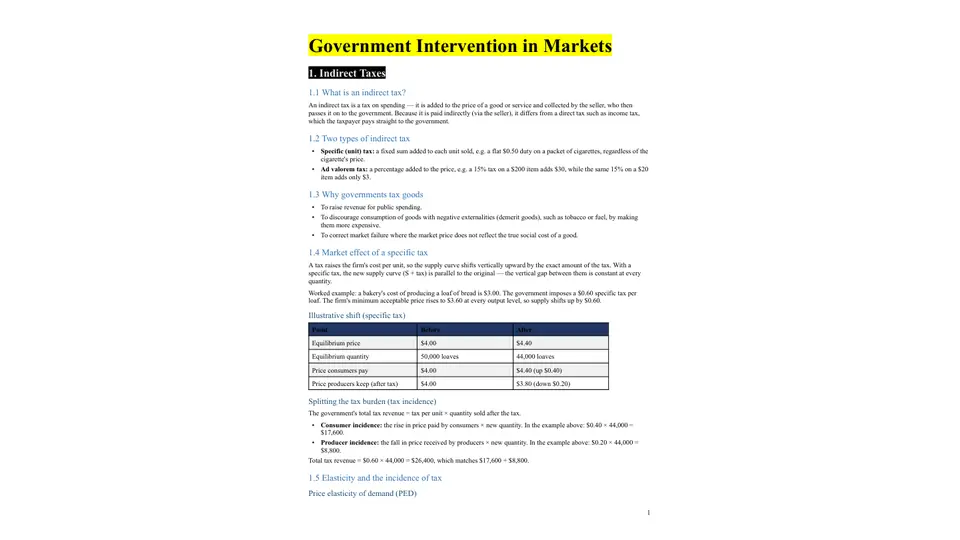 Government Intervention in Markets
1. Indirect Taxes
1.1 What is an indirect tax?
An indirect tax is a tax on spending — it is added to the price of a good or service and collected by the seller, who then
passes it on to the government. Because it is paid indirectly (via the seller), it differs from a direct tax such as income tax,
which the taxpayer pays straight to the government.
1.2 Two types of indirect tax
• Specific (unit) tax: a fixed sum added to each unit sold, e.g. a flat $0.50 duty on a packet of cigarettes, regardless of the
cigarette's price.
• Ad valorem tax: a percentage added to the price, e.g. a 15% tax on a $200 item adds $30, while the same 15% on a $20
item adds only $3.
1.3 Why governments tax goods
• To raise revenue for public spending.
• To discourage consumption of goods with negative externalities (demerit goods), such as tobacco or fuel, by making
them more expensive.
• To correct market failure where the market price does not reflect the true social cost of a good.
1.4 Market effect of a specific tax
A tax raises the firm's cost per unit, so the supply curve shifts vertically upward by the exact amount of the tax. With a
specific tax, the new supply curve (S + tax) is parallel to the original — the vertical gap between them is constant at every
quantity.
Worked example: a bakery's cost of producing a loaf of bread is $3.00. The government imposes a $0.60 specific tax per
loaf. The firm's minimum acceptable price rises to $3.60 at every output level, so supply shifts up by $0.60.
Illustrative shift (specific tax)
Point Before After
Equilibrium price $4.00 $4.40
Equilibrium quantity 50,000 loaves 44,000 loaves
Price consumers pay $4.00 $4.40 (up $0.40)
Price producers keep (after tax) $4.00 $3.80 (down $0.20)
Splitting the tax burden (tax incidence)
The government's total tax revenue = tax per unit × quantity sold after the tax.
• Consumer incidence: the rise in price paid by consumers × new quantity. In the example above: $0.40 × 44,000 =
$17,600.
• Producer incidence: the fall in price received by producers × new quantity. In the example above: $0.20 × 44,000 =
$8,800.
Total tax revenue = $0.60 × 44,000 = $26,400, which matches $17,600 + $8,800.
1.5 Elasticity and the incidence of tax
Price elasticity of demand (PED)
1